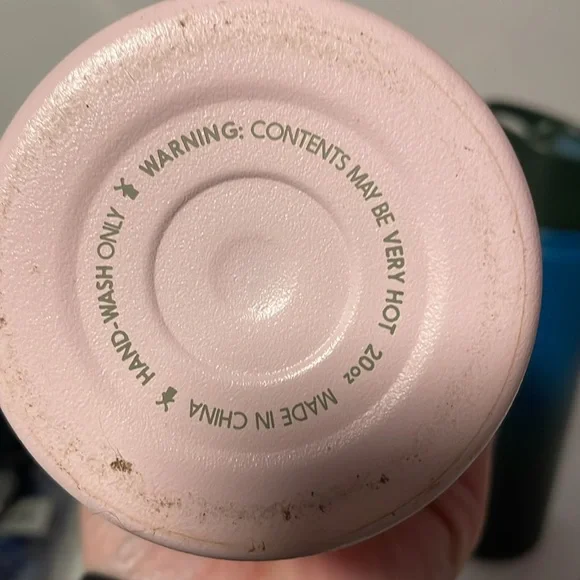 WARNING: CONTENTS MAY BE VERY HOT 20oz MADE IN CHINA HAND-WASH ONLY